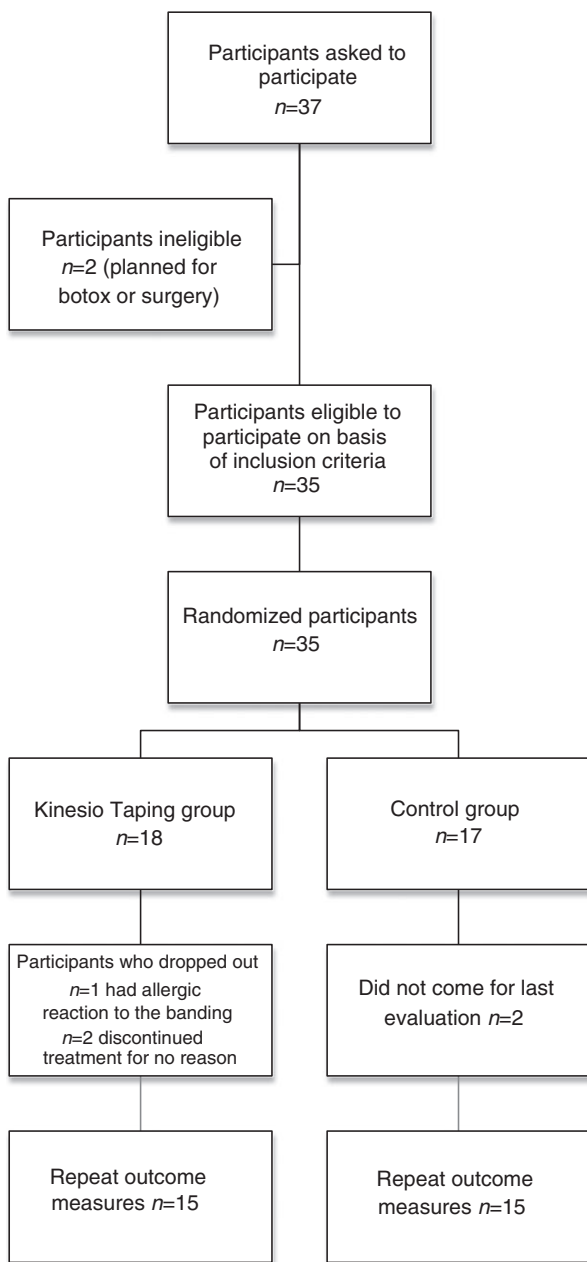 Participants asked to
participate
n=37
Participants ineligible
n=2 (planned for
botox or surgery)
Participants eligible to
participate on basis
of inclusion criteria
n=35
Randomized participants
n=35
Kinesio Taping group
n=18
Control group
n=17
Participants who dropped out
n=1 had allergic
reaction to the banding
n=2 discontinued
treatment for no reason
Did not come for last
evaluation n=2
Repeat outcome
measures n=15
Repeat outcome
measures n=15